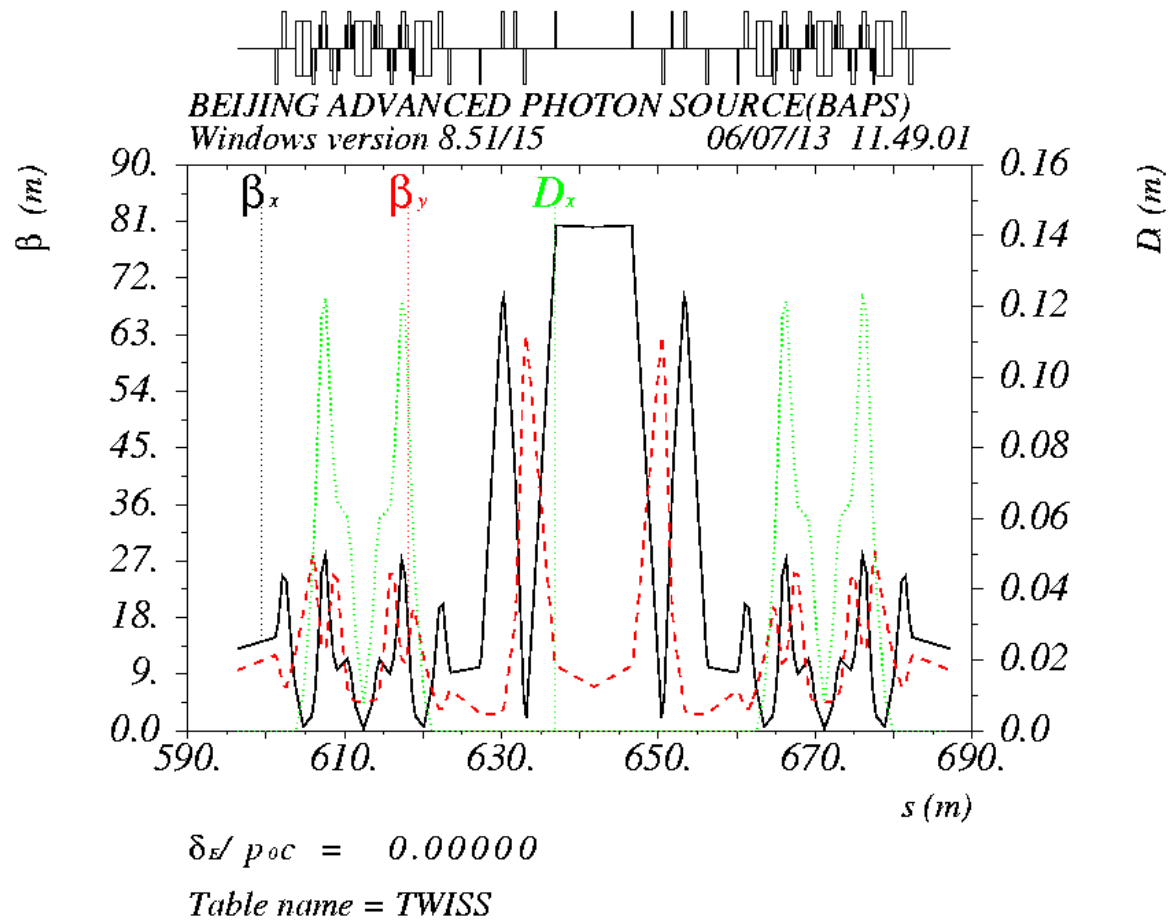 BEIJING ADVANCED PHOTON SOURCE(BAPS)
Windows version 8.51/15 06/07/13 11.49.01
β (m)
D (m)
βx βy Dx
90.
81.
72.
63.
54.
45.
36.
27.
18.
9.
0.0
0.16
0.14
0.12
0.10
0.08
0.06
0.04
0.02
0.0
590. 610. 630. 650. 670. 690.
s (m)
δE/ p0c = 0.00000
Table name = TWISS